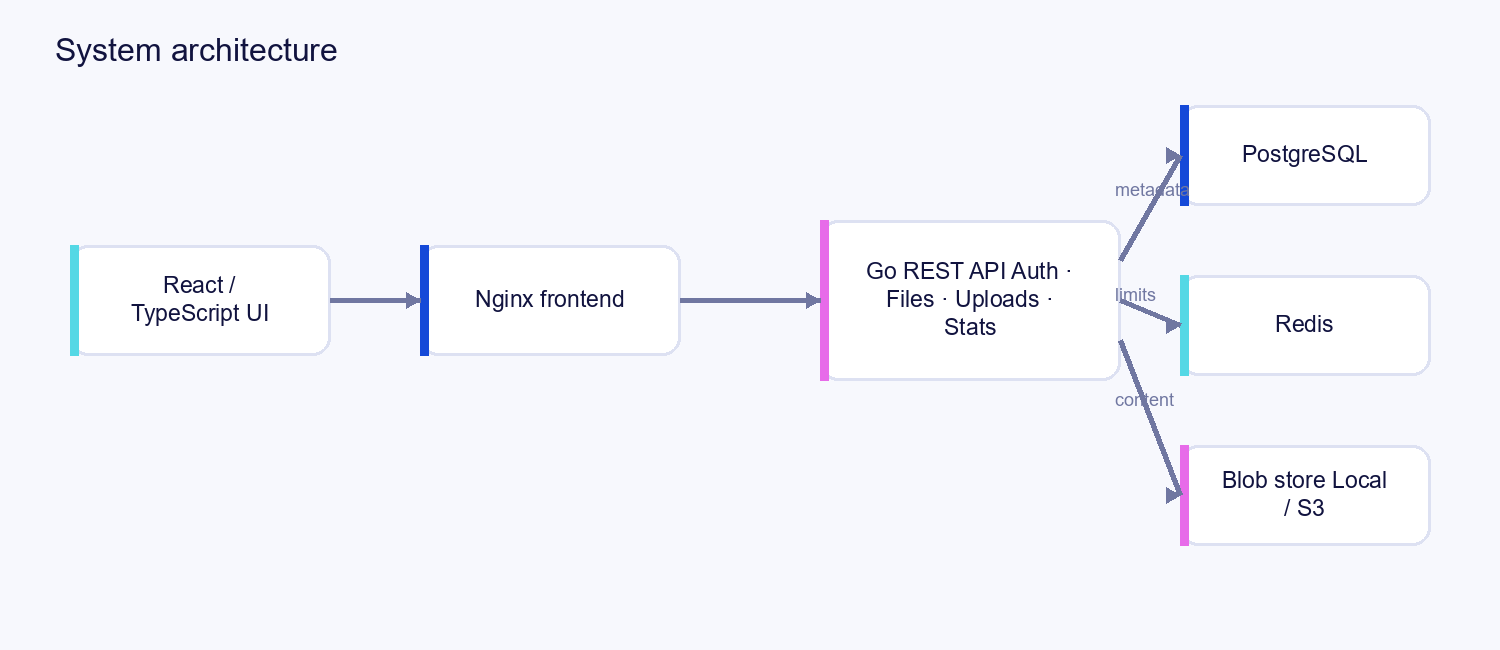 System architecture
React /
TypeScript UI
Nginx frontend
Go REST API Auth ·
Files · Uploads ·
Stats
metadata
limits
content
PostgreSQL
Redis
Blob store Local
/ S3